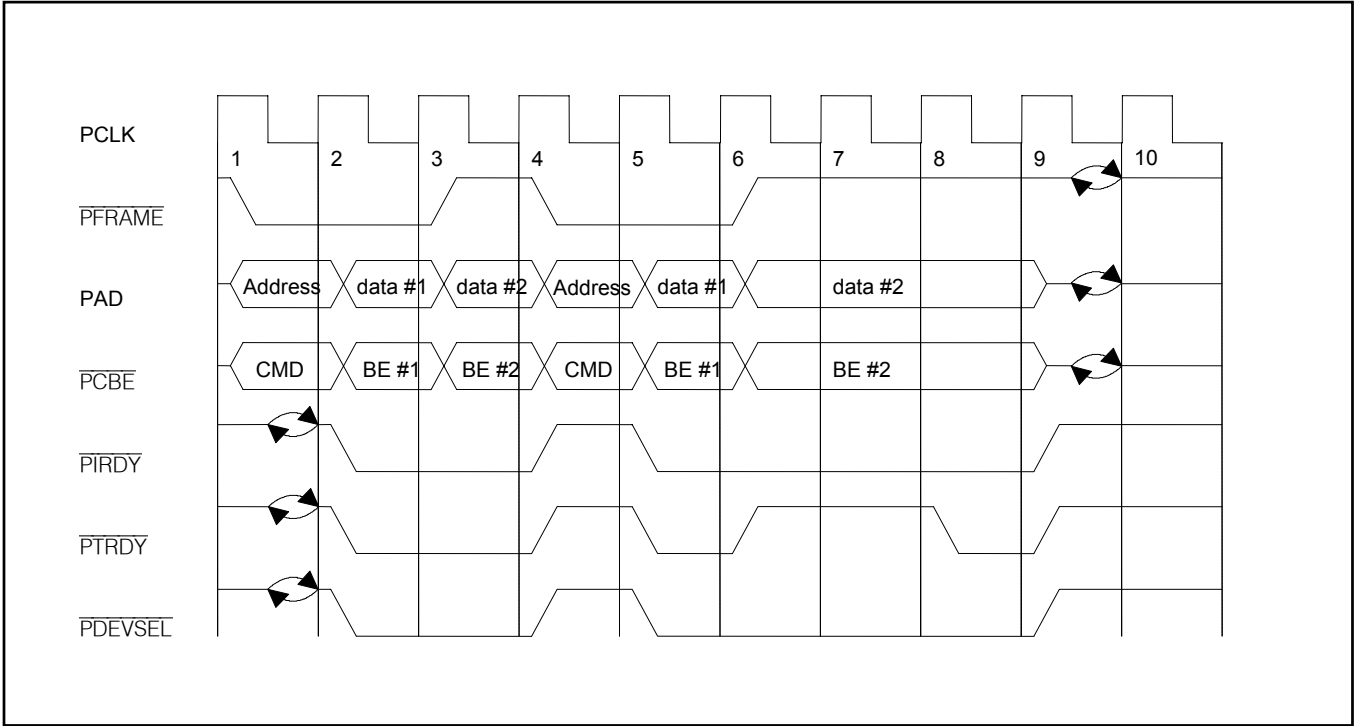 PCLK
1 2 3 4 5 6 7 8 9 10
PFRAME
PAD
Address data #1 data #2 Address data #1 data #2
PCBE
CMD BE #1 BE #2 CMD BE #1 BE #2
PIRDY
PTRDY
PDEVSEL